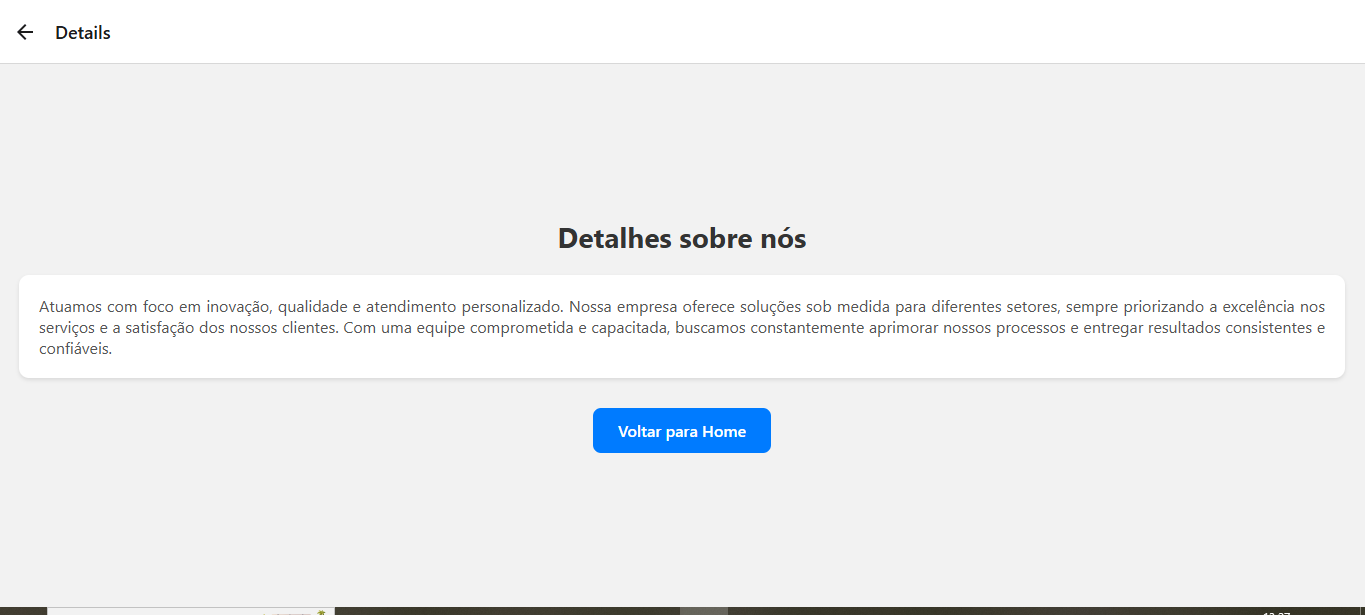 Details
Detalhes sobre nós
Atuamos com foco em inovação, qualidade e atendimento personalizado. Nossa empresa oferece soluções sob medida para diferentes setores, sempre priorizando a excelência nos
serviços e a satisfação dos nossos clientes. Com uma equipe comprometida e capacitada, buscamos constantemente aprimorar nossos processos e entregar resultados consistentes e
confiáveis.
Voltar para Home